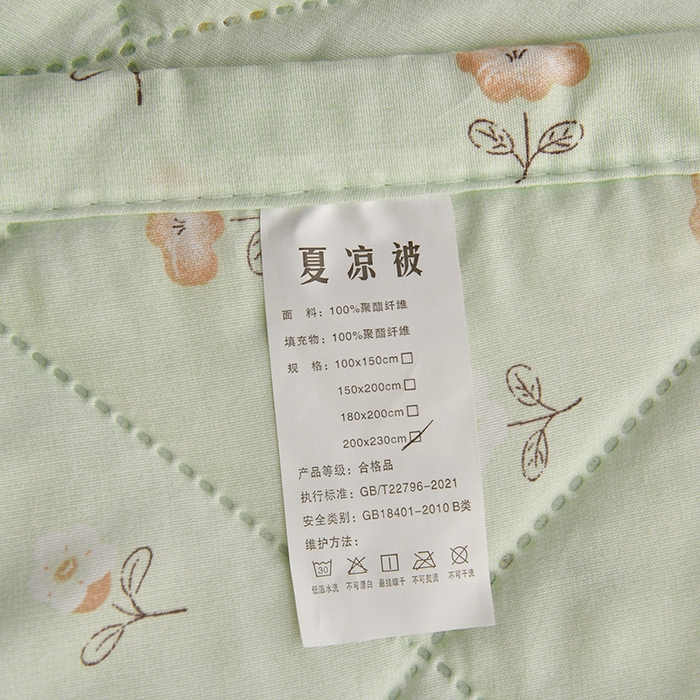 夏凉被
面 料：100%聚酯纤维
填充物：100%聚酯纤维
规 格：100x150cm□
150x200cm□
180x200cm□
200x230cm☑
产品等级：合格品
执行标准：GB/T22796-2021
安全类别：GB18401-2010 B类
维护方法：
30
低温水洗 不可漂白 悬挂晾干 不可熨烫 不可干洗